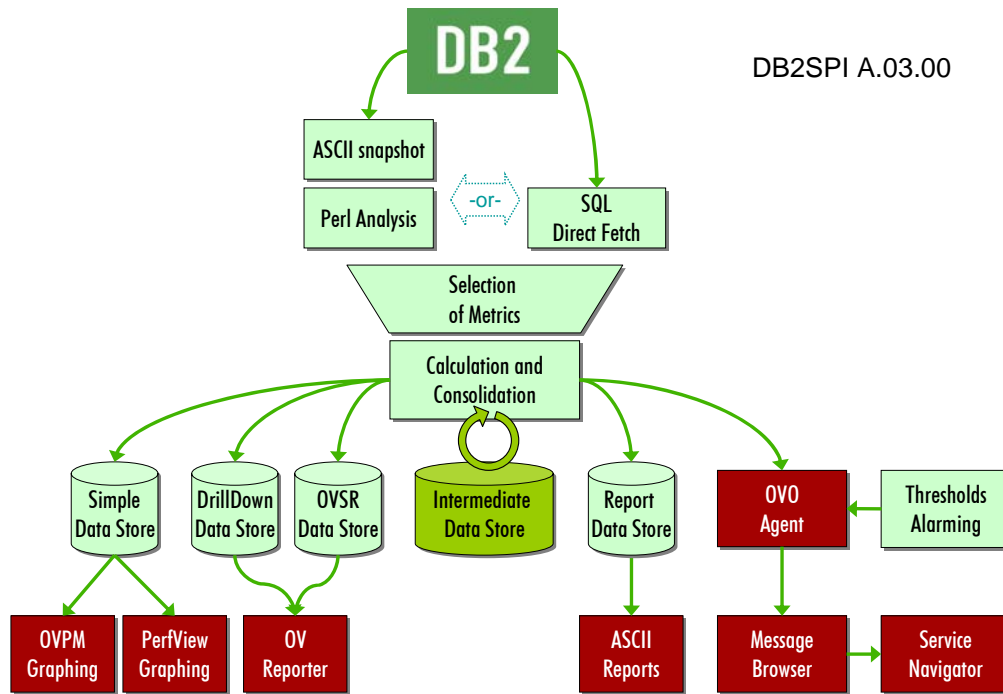 DB2
DB2SPI A.03.00
ASCII snapshot
Perl Analysis
-or-
SQL
Direct Fetch
Selection
of Metrics
Calculation and
Consolidation
Simple
Data Store
DrillDown
Data Store
OVSR
Data Store
Intermediate
Data Store
Report
Data Store
OVO
Agent
Thresholds
Alarming
OVPM
Graphing
PerfView
Graphing
OV
Reporter
ASCII
Reports
Message
Browser
Service
Navigator